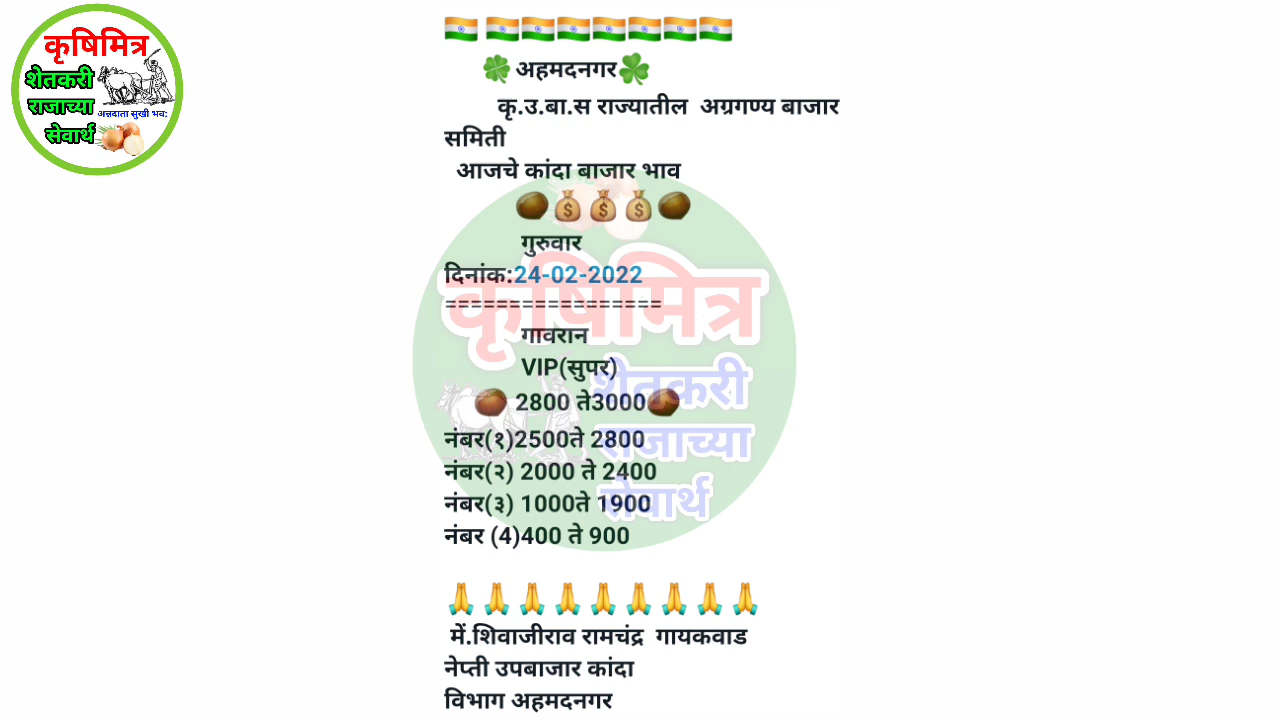 कृषिमित्र
शेतकरी
राजाच्या
सेवार्थ
अन्नदाता सुखी भव:
अहमदनगर
कृ.उ.बा.स राज्यातील अग्रगण्य बाजार
समिती
आजचे कांदा बाजार भाव
गुरुवार
दिनांक:24-02-2022
=================
गावरान
VIP(सुपर)
2800 ते3000
नंबर(१)2500ते 2800
नंबर(२) 2000 ते 2400
नंबर(३) 1000ते 1900
नंबर (4)400 ते 900
कृषिमित्र
शेतकरी
राजाच्या
सेवार्थ
में.शिवाजीराव रामचंद्र गायकवाड
नेप्ती उपबाजार कांदा
विभाग अहमदनगर